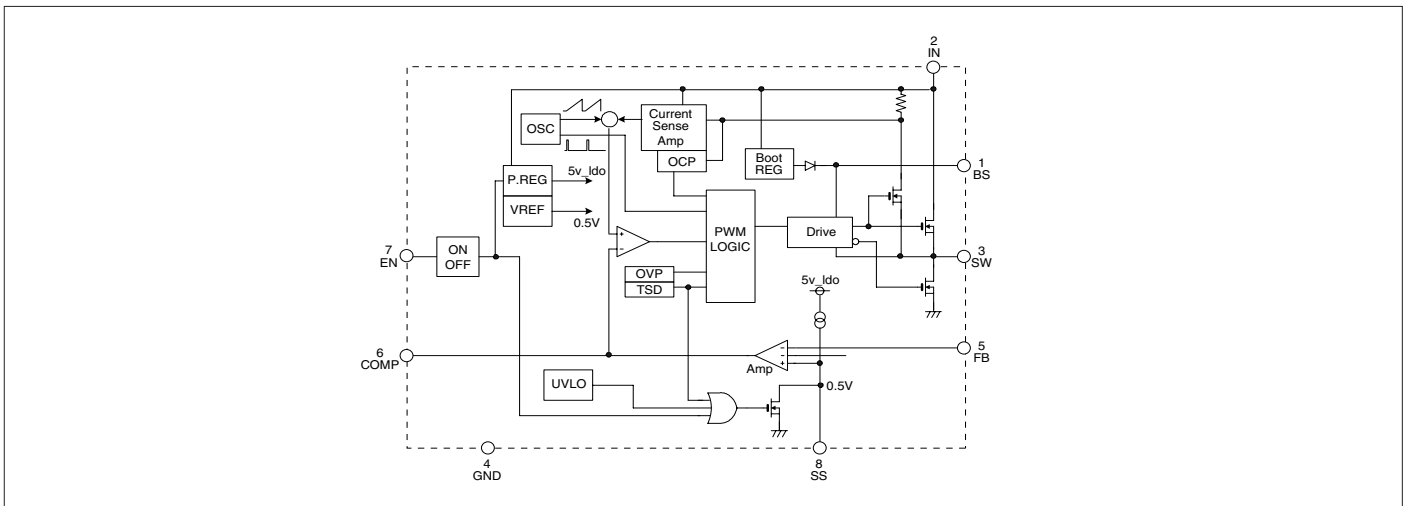 2
IN
Current
Sense
Amp
OSC
OCP
Boot
REG
1
BS
P.REG
5v_ldo
VREF
0.5V
PWM
LOGIC
Drive
7
EN
ON
OFF
3
SW
OVP
TSD
5v_ldo
+
−
6
COMP
Amp
−
−
+
5
FB
UVLO
0.5V
4
GND
8
SS